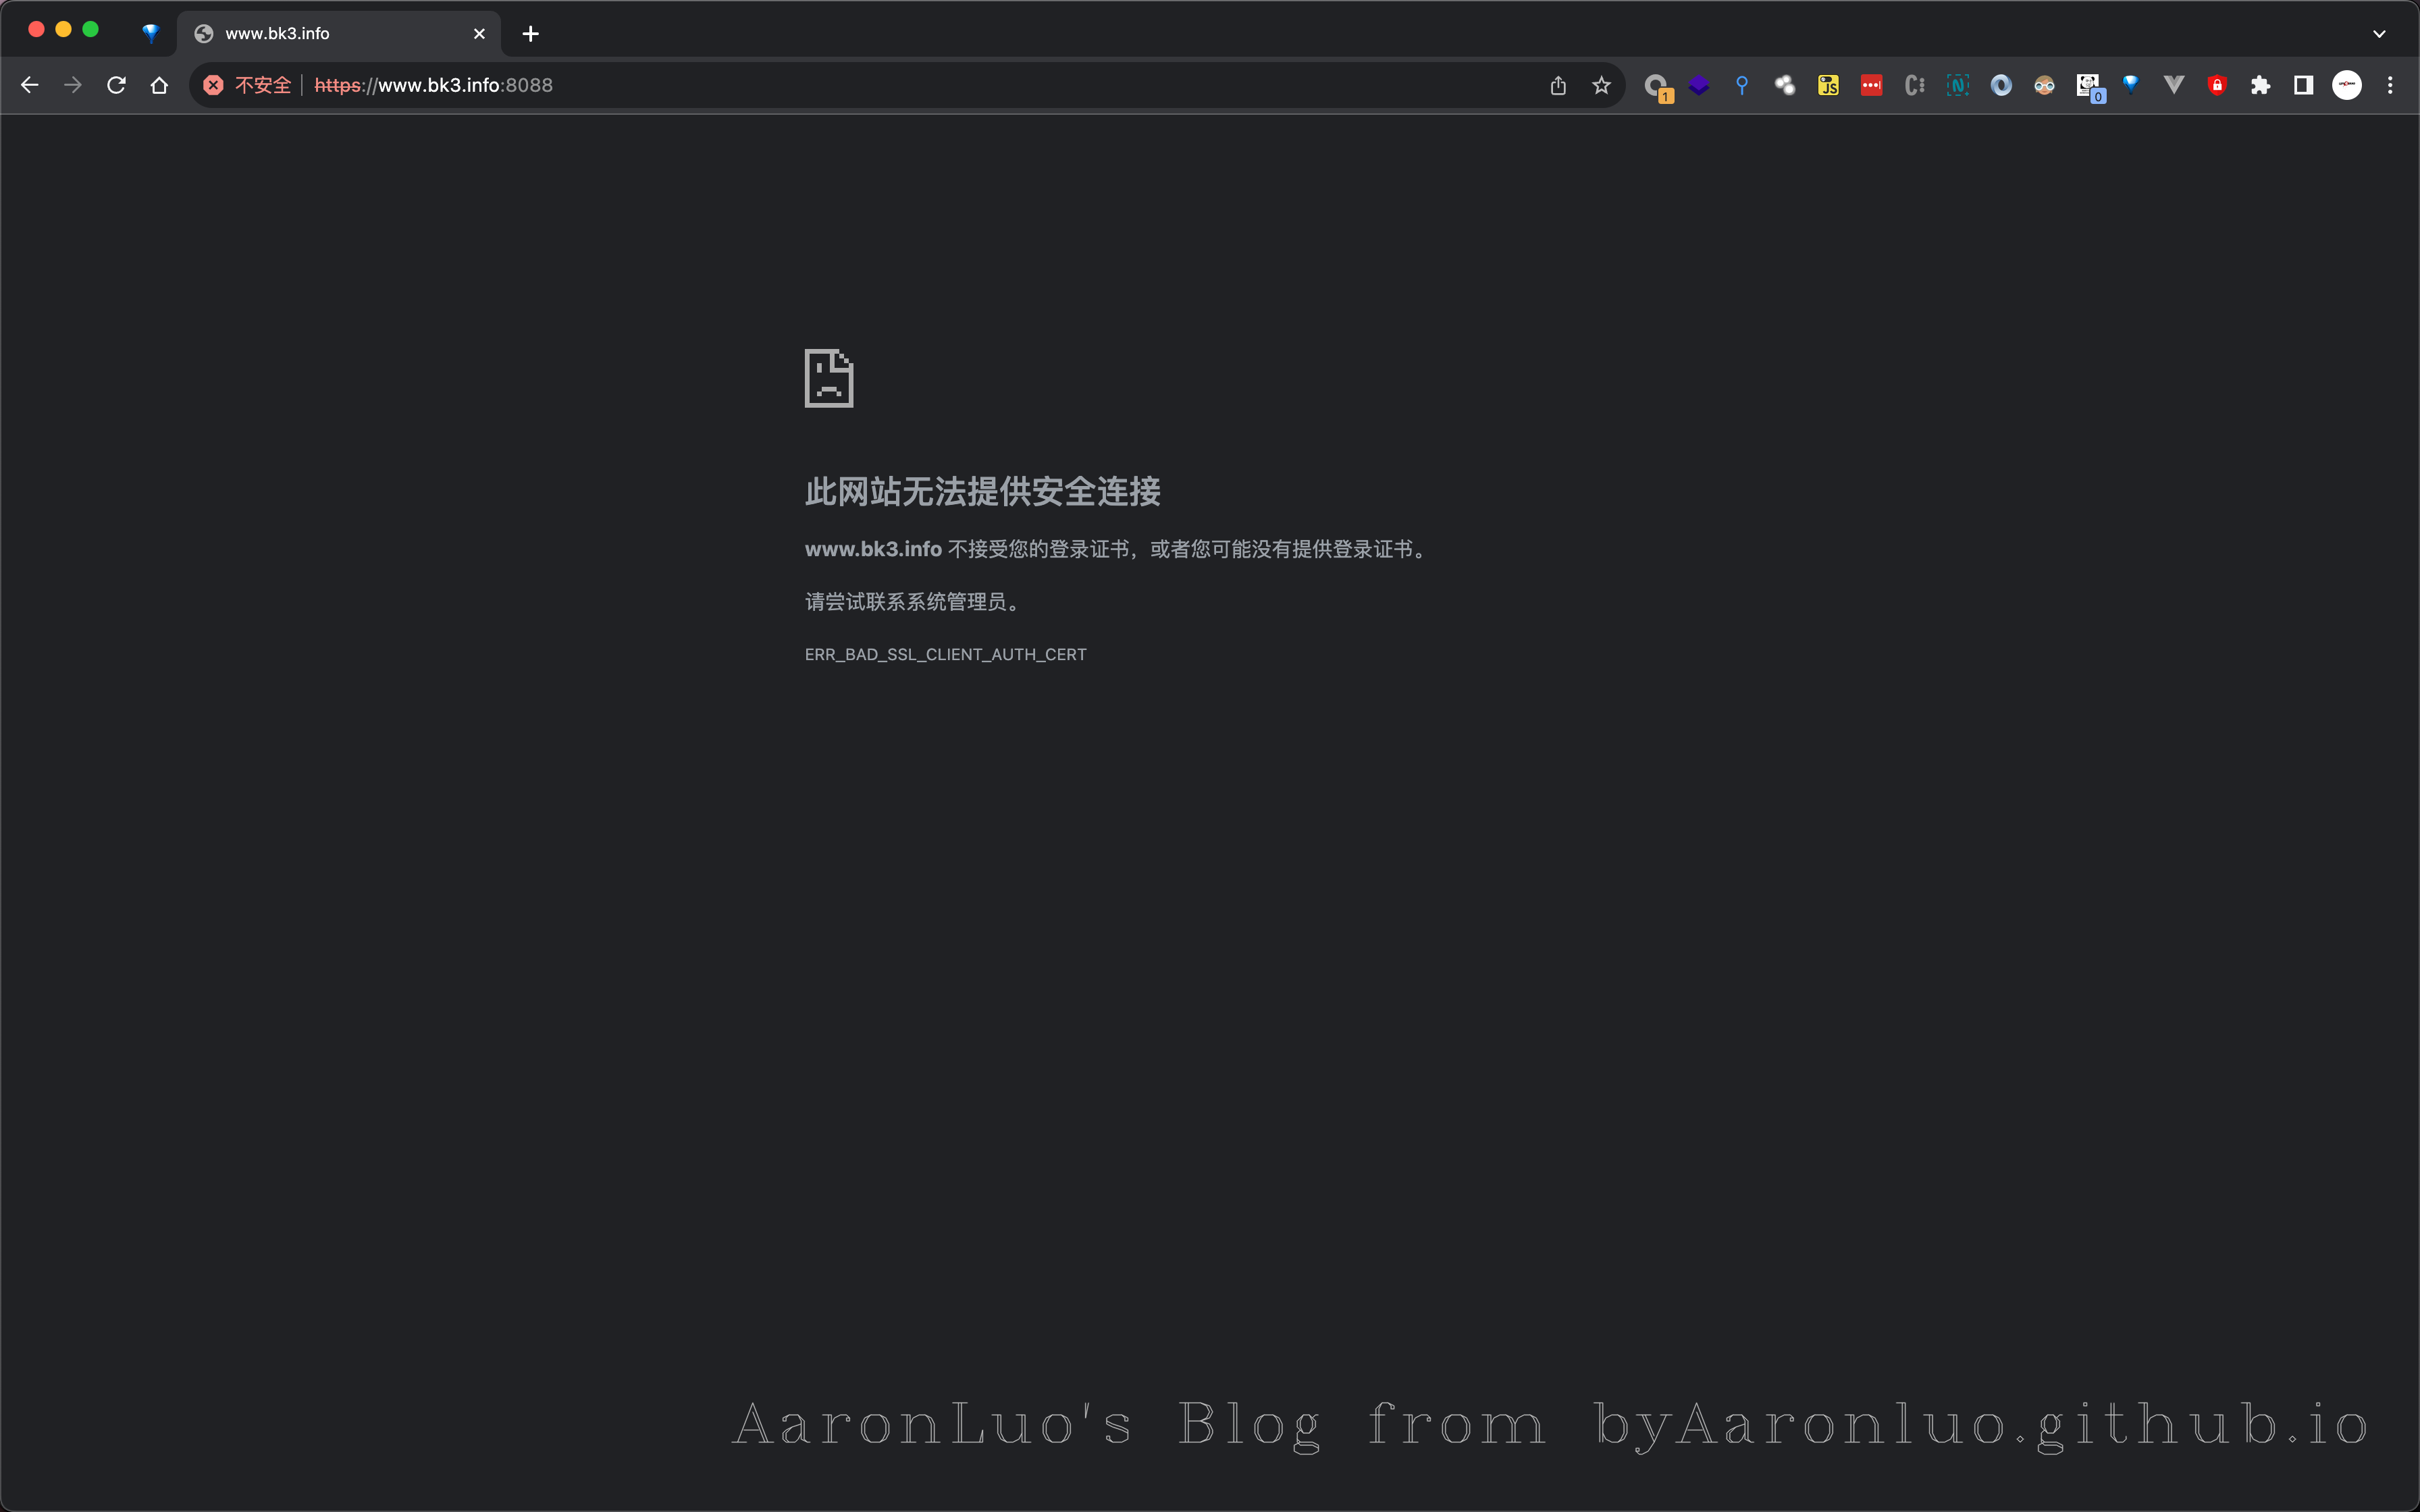 www.bk3.info
不安全 https://www.bk3.info:8088
1
JS
N
0
此网站无法提供安全连接
www.bk3.info 不接受您的登录证书，或者您可能没有提供登录证书。
请尝试联系系统管理员。
ERR_BAD_SSL_CLIENT_AUTH_CERT
AaronLuo's Blog from byAaronluo.github.io